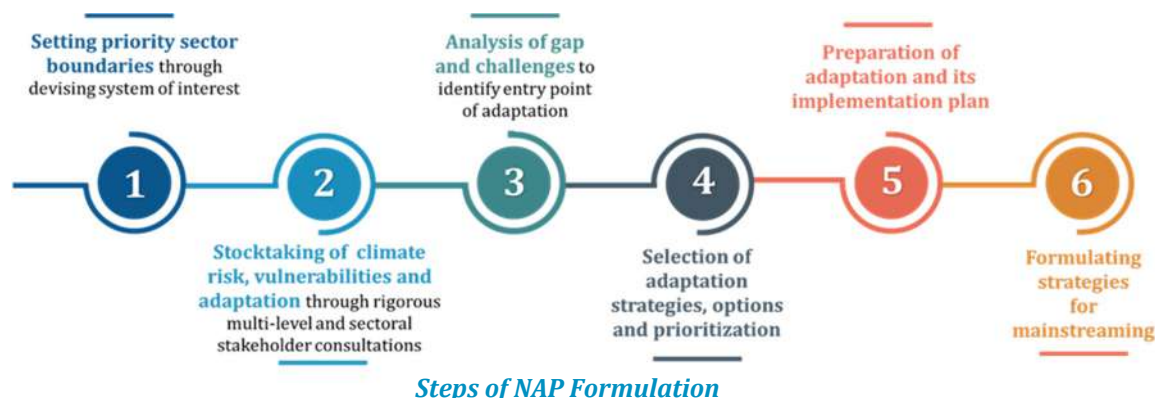 1
Setting priority sector
boundaries through
devising system of interest
2
Stocktaking of climate
risk, vulnerabilities and
adaptation through rigorous
multi-level and sectoral
stakeholder consultations
3
Analysis of gap
and challenges to
identify entry point
of adaptation
4
Selection of
adaptation
strategies, options
and prioritization
5
Preparation of
adaptation and its
implementation plan
6
Formulating
strategies
for
mainstreaming
Steps of NAP Formulation